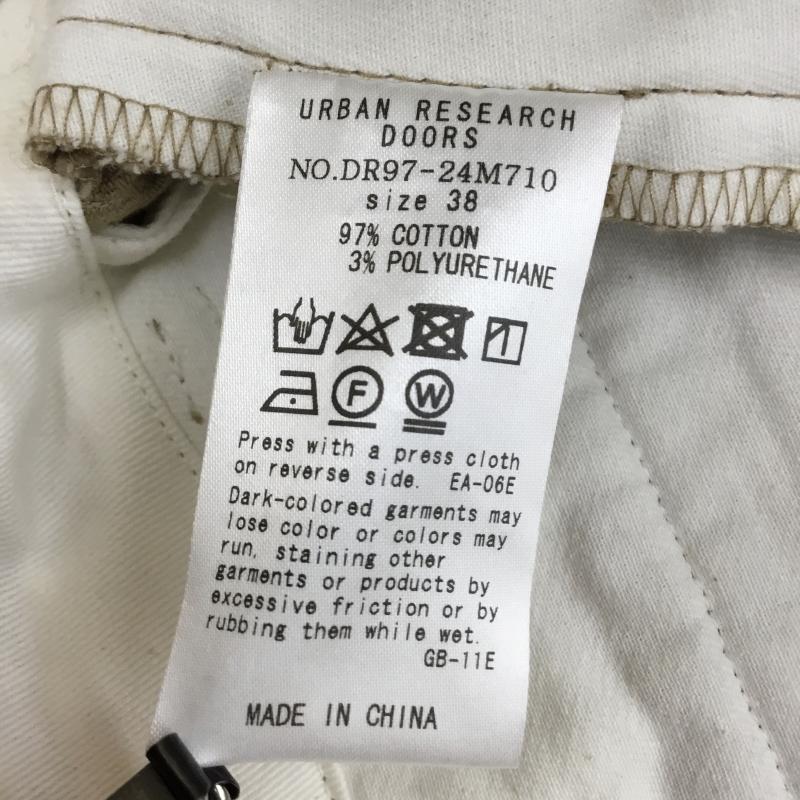 URBAN RESEARCH
DOORS
NO.DR97-24M710
size 38
97% COTTON
3% POLYURETHANE
F W
Press with a press cloth
on reverse side. EA-06E
Dark-colored garments may
lose color or colors may
run, staining other
garments or products by
excessive friction or by
rubbing them while wet.
GB-11E
MADE IN CHINA